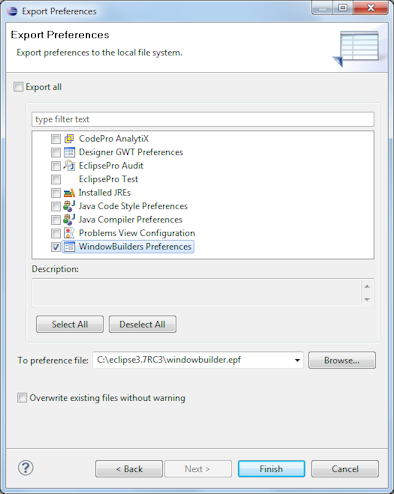 Export Preferences
Export Preferences
Export preferences to the local file system.
Export all
type filter text
CodePro AnalytiX
Designer GWT Preferences
EclipsePro Audit
EclipsePro Test
Installed JREs
Java Code Style Preferences
Java Compiler Preferences
Problems View Configuration
WindowBuilders Preferences
Description:
Select All Deselect All
To preference file: C:\eclipse3.7RC3\windowbuilder.epf Browse...
Overwrite existing files without warning
? < Back Next > Finish Cancel